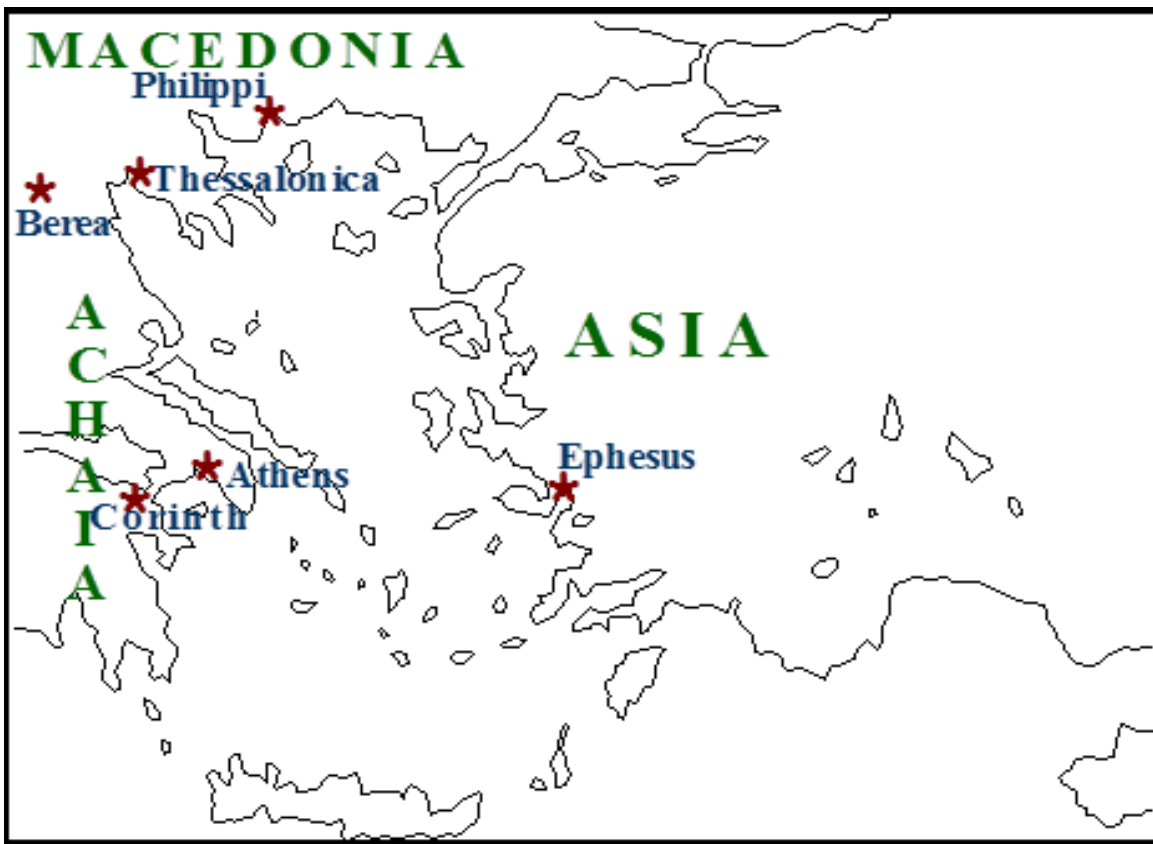 MACEDONIA
Philippi
Thessalonica
Berea
ACHAIA
ASIA
Ephesus
Athens
Corinth